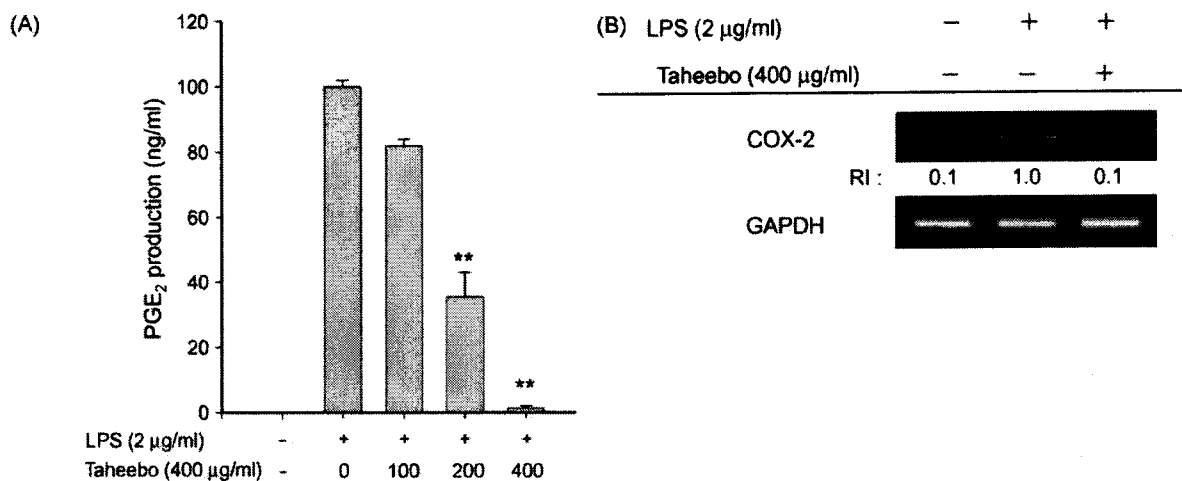 (A)
PGE2 production (ng/ml)
120
100
80
60
40
20
0
**
**
LPS (2 μg/ml) - + + + +
Taheebo (400 μg/ml) - 0 100 200 400
(B) LPS (2 μg/ml) − + +
Taheebo (400 μg/ml) − − +
COX-2
RI : 0.1 1.0 0.1
GAPDH